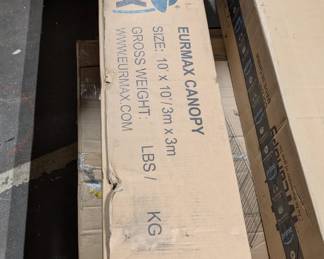 EURMAX CANOPY
SIZE: 10' x 10'/3m x 3m
GROSS WEIGHT: LBS/ KG
WWW.EURMAX.COM